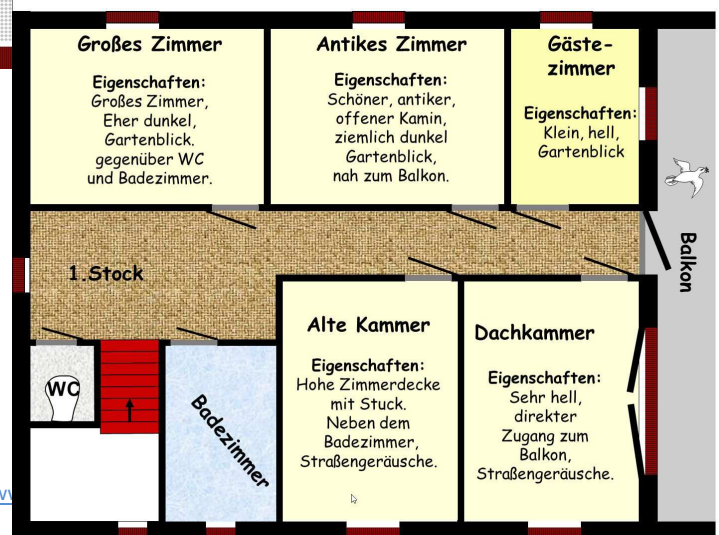 Großes Zimmer
Eigenschaften:
Großes Zimmer,
Eher dunkel,
Gartenblick.
gegenüber WC
und Badezimmer.
Antikes Zimmer
Eigenschaften:
Schöner, antiker,
offener Kamin,
ziemlich dunkel
Gartenblick,
nah zum Balkon.
Gäste-
zimmer
Eigenschaften:
Klein, hell,
Gartenblick
Balkon
1.Stock
WC
Badezimmer
Alte Kammer
Eigenschaften:
Hohe Zimmerdecke
mit Stuck.
Neben dem
Badezimmer,
Straßengeräusche.
Dachkammer
Eigenschaften:
Sehr hell,
direkter
Zugang zum
Balkon,
Straßengeräusche.